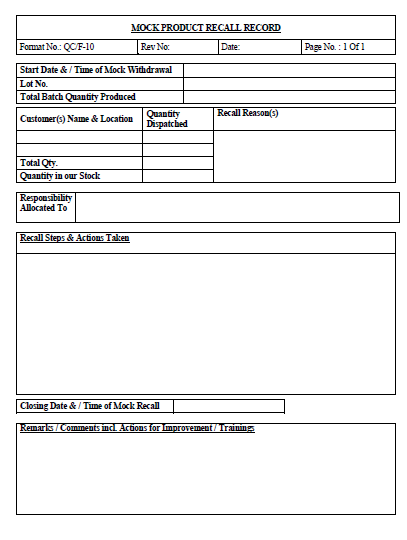 MOCK PRODUCT RECALL RECORD
Format No.: QC/F-10 Rev No: Date: Page No. : 1 Of 1
Start Date & / Time of Mock Withdrawal
Lot No.
Total Batch Quantity Produced
Customer(s) Name & Location Quantity Dispatched Recall Reason(s)
Total Qty.
Quantity in our Stock
Responsibility
Allocated To
Recall Steps & Actions Taken
Closing Date & / Time of Mock Recall
Remarks / Comments incl. Actions for Improvement / Trainings